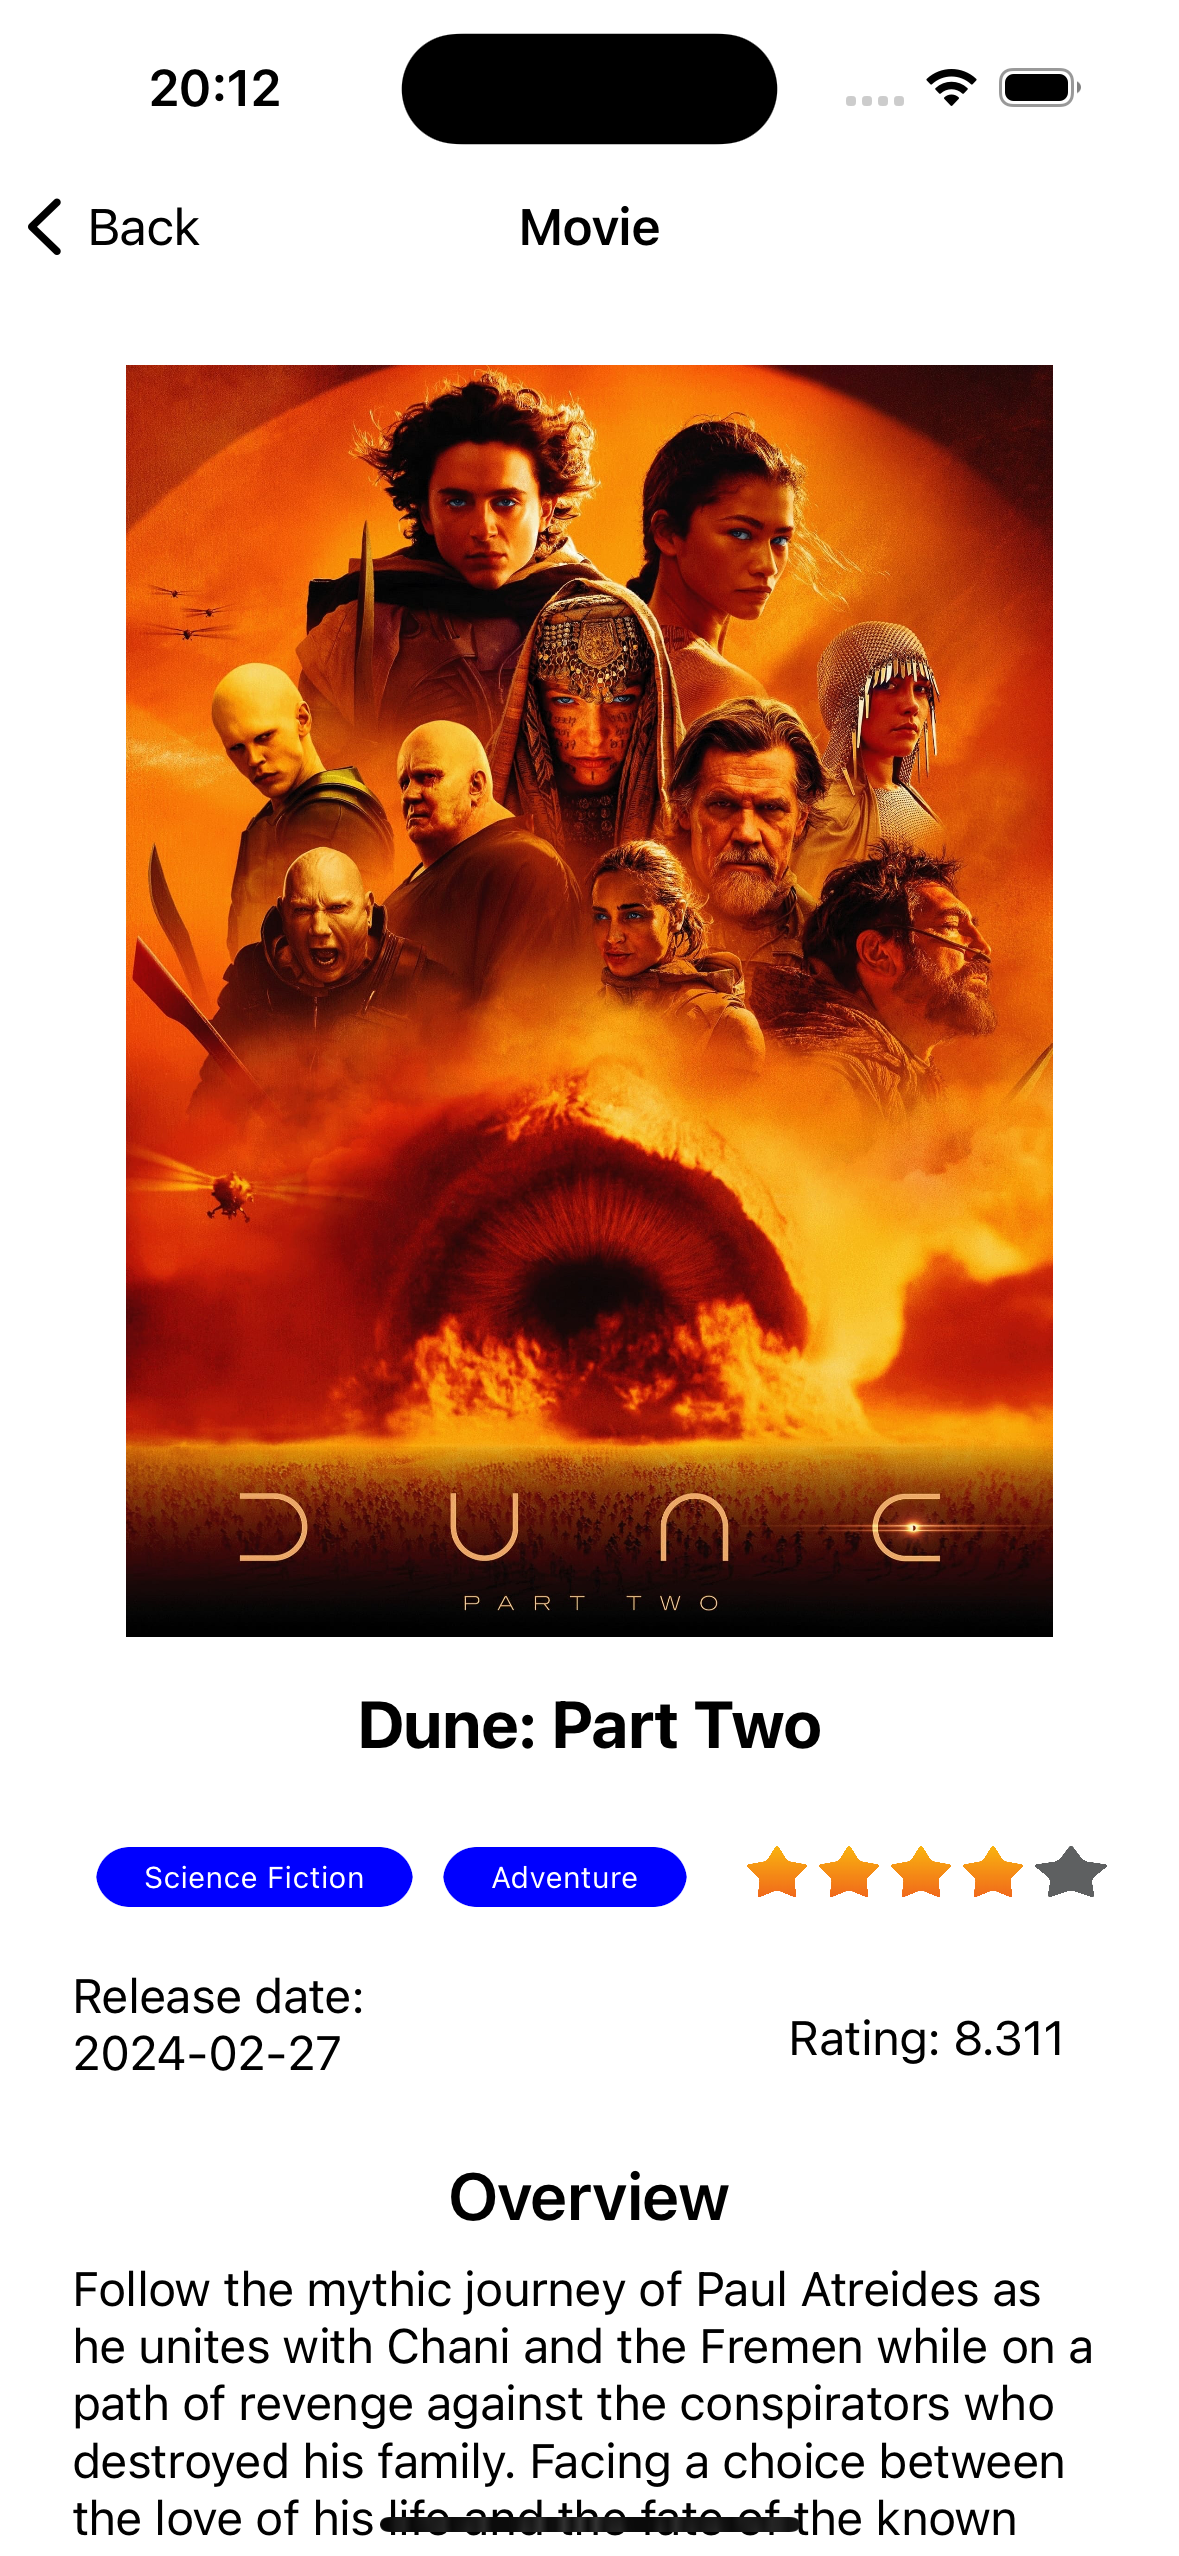 20:12
Back
Movie
DUNE
PART TWO
Dune: Part Two
Science Fiction
Adventure
Release date:
2024-02-27
Rating: 8.311
Overview
Follow the mythic journey of Paul Atreides as
he unites with Chani and the Fremen while on a
path of revenge against the conspirators who
destroyed his family. Facing a choice between
the love of his life and the fate of the known